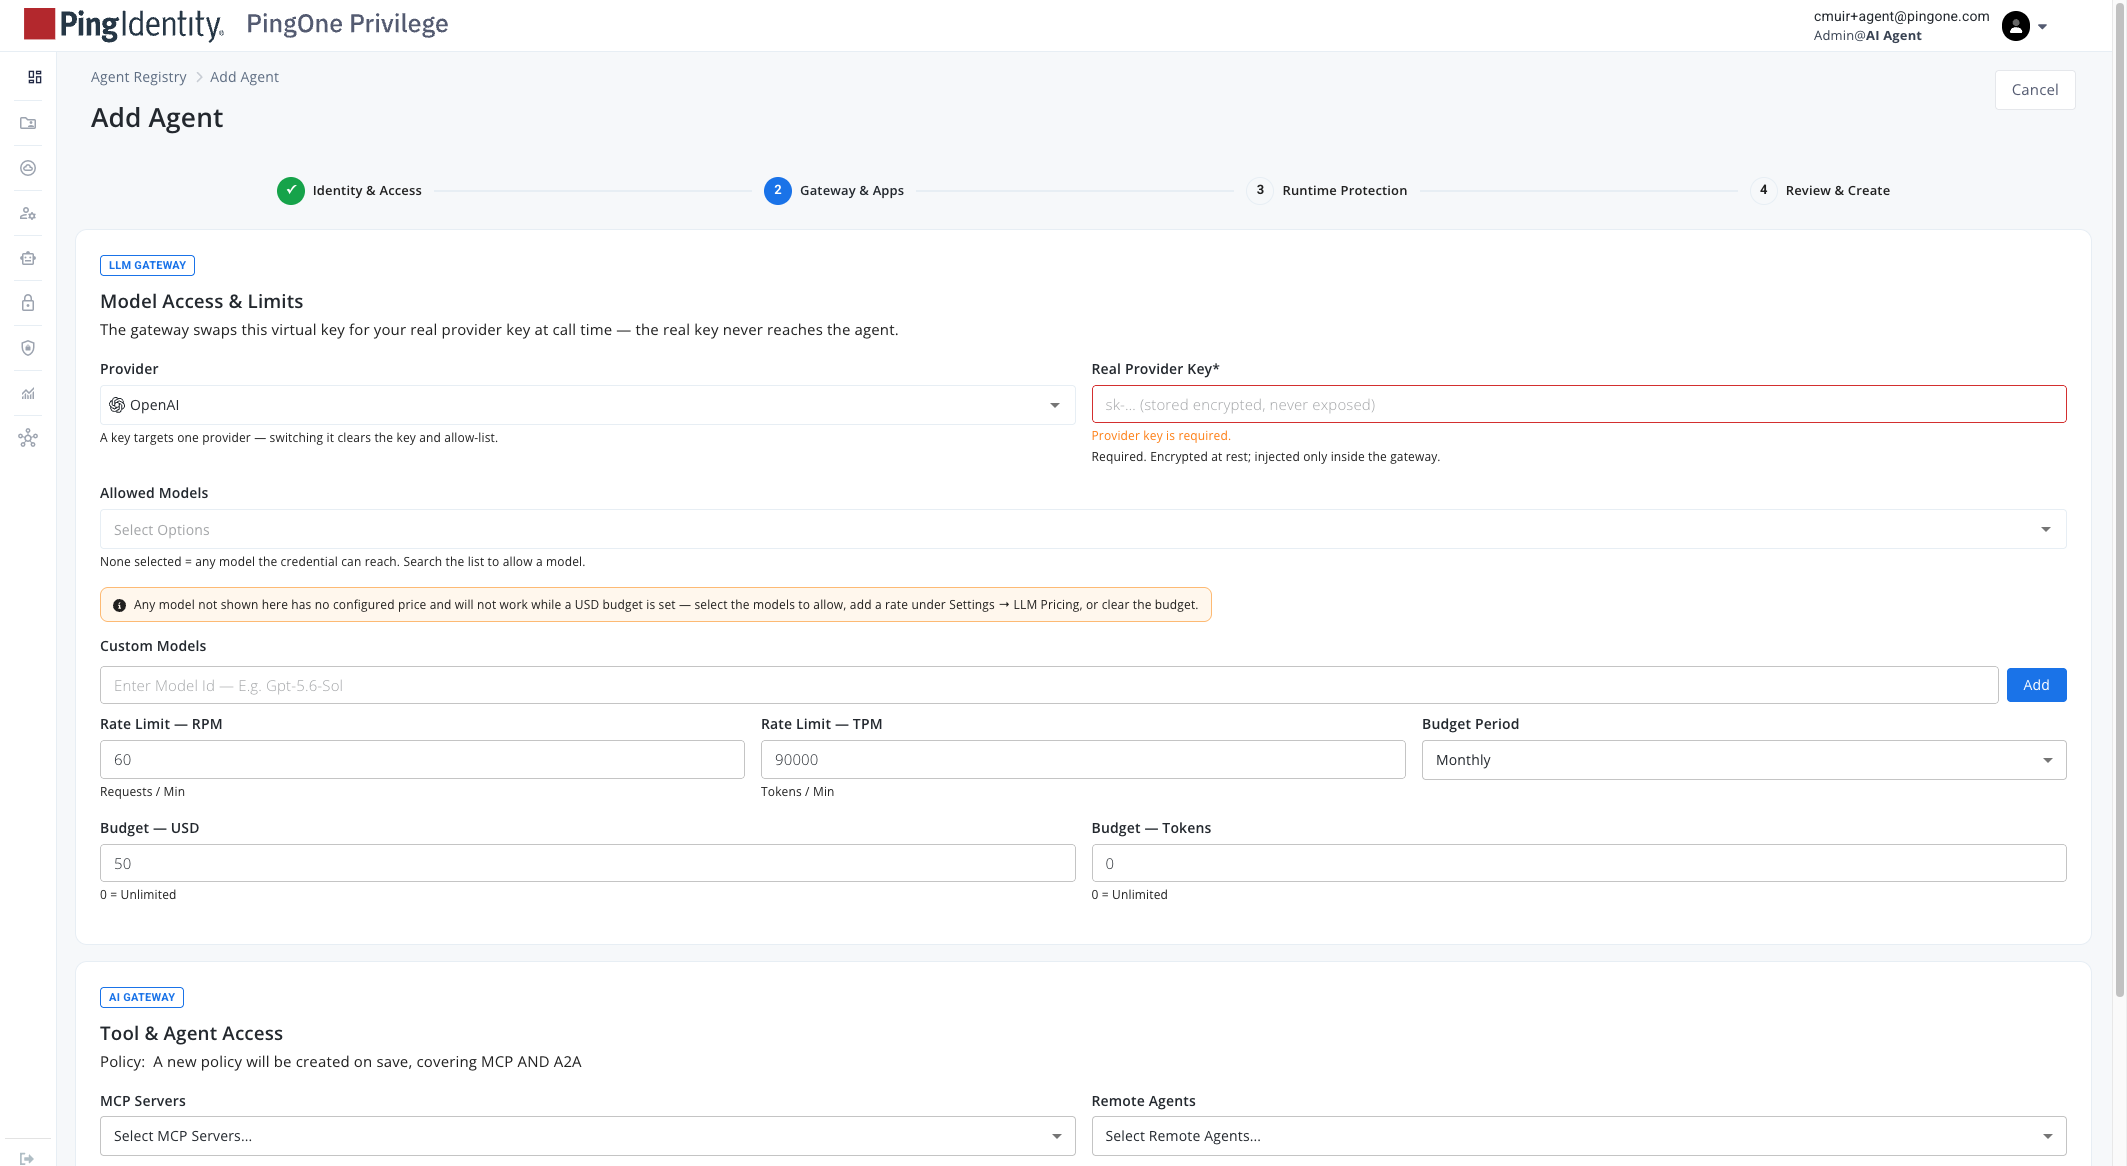 PingIdentity. PingOne Privilege
cmuir+agent@pingone.com
Admin@AI Agent
Agent Registry > Add Agent
Cancel
Add Agent
✓ Identity & Access
2 Gateway & Apps
3 Runtime Protection
4 Review & Create
LLM GATEWAY
Model Access & Limits
The gateway swaps this virtual key for your real provider key at call time — the real key never reaches the agent.
Provider
OpenAI
A key targets one provider — switching it clears the key and allow-list.
Real Provider Key*
sk-... (stored encrypted, never exposed)
Provider key is required.
Required. Encrypted at rest; injected only inside the gateway.
Allowed Models
Select Options
None selected = any model the credential can reach. Search the list to allow a model.
Any model not shown here has no configured price and will not work while a USD budget is set — select the models to allow, add a rate under Settings → LLM Pricing, or clear the budget.
Custom Models
Enter Model Id — E.g. Gpt-5.6-Sol
Add
Rate Limit — RPM
60
Requests / Min
Rate Limit — TPM
90000
Tokens / Min
Budget Period
Monthly
Budget — USD
50
0 = Unlimited
Budget — Tokens
0
0 = Unlimited
AI GATEWAY
Tool & Agent Access
Policy: A new policy will be created on save, covering MCP AND A2A
MCP Servers
Select MCP Servers...
Remote Agents
Select Remote Agents...